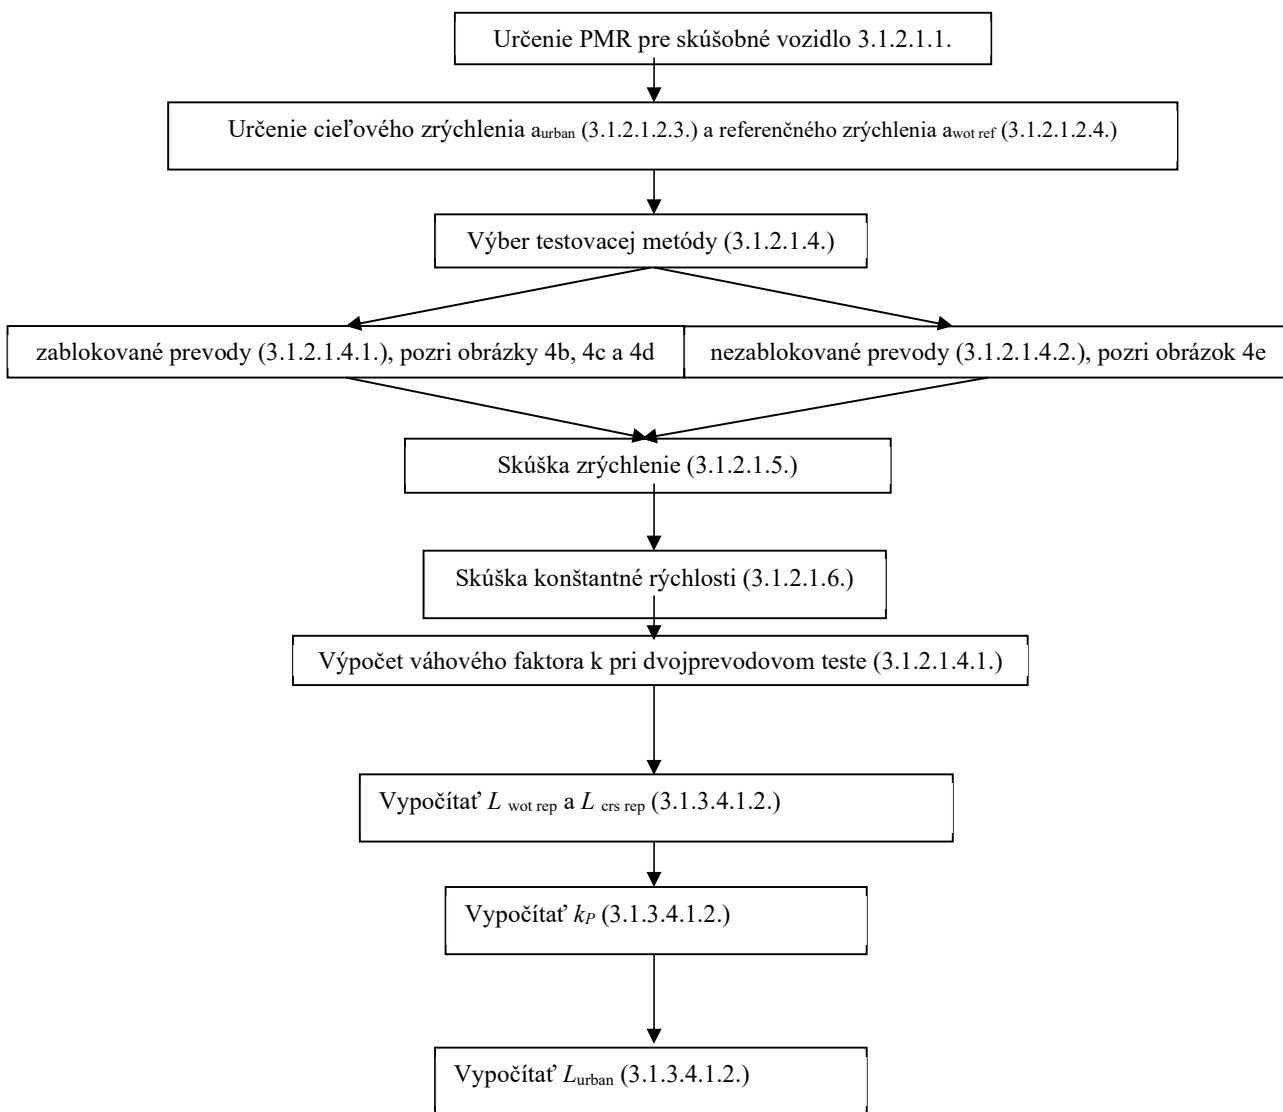 Určenie PMR pre skúšobné vozidlo 3.1.2.1.1.
Určenie cieľového zrýchlenia aurban (3.1.2.1.2.3.) a referenčného zrýchlenia awot ref (3.1.2.1.2.4.)
Výber testovacej metódy (3.1.2.1.4.)
zablokované prevody (3.1.2.1.4.1.), pozri obrázky 4b, 4c a 4d
nezablokované prevody (3.1.2.1.4.2.), pozri obrázok 4e
Skúška zrýchlenie (3.1.2.1.5.)
Skúška konštantné rýchlosti (3.1.2.1.6.)
Výpočet váhového faktora k pri dvojprevodovom teste (3.1.2.1.4.1.)
Vypočítať L wot rep a L crs rep (3.1.3.4.1.2.)
Vypočítať kP (3.1.3.4.1.2.)
Vypočítať Lurban (3.1.3.4.1.2.)